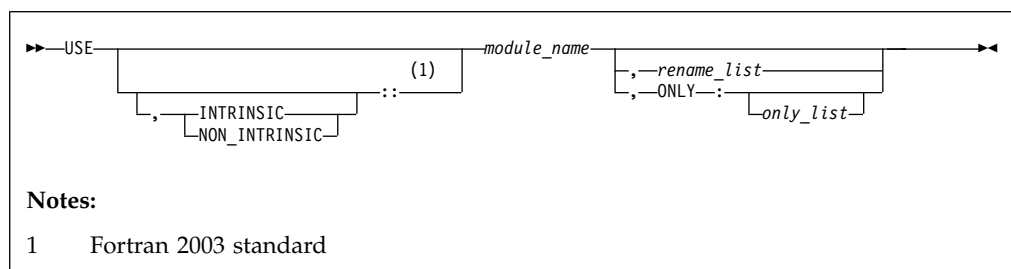 USE module_name
(1)
, rename_list
::
, ONLY :
, INTRINSIC
only_list
NON_INTRINSIC
Notes:
1 Fortran 2003 standard